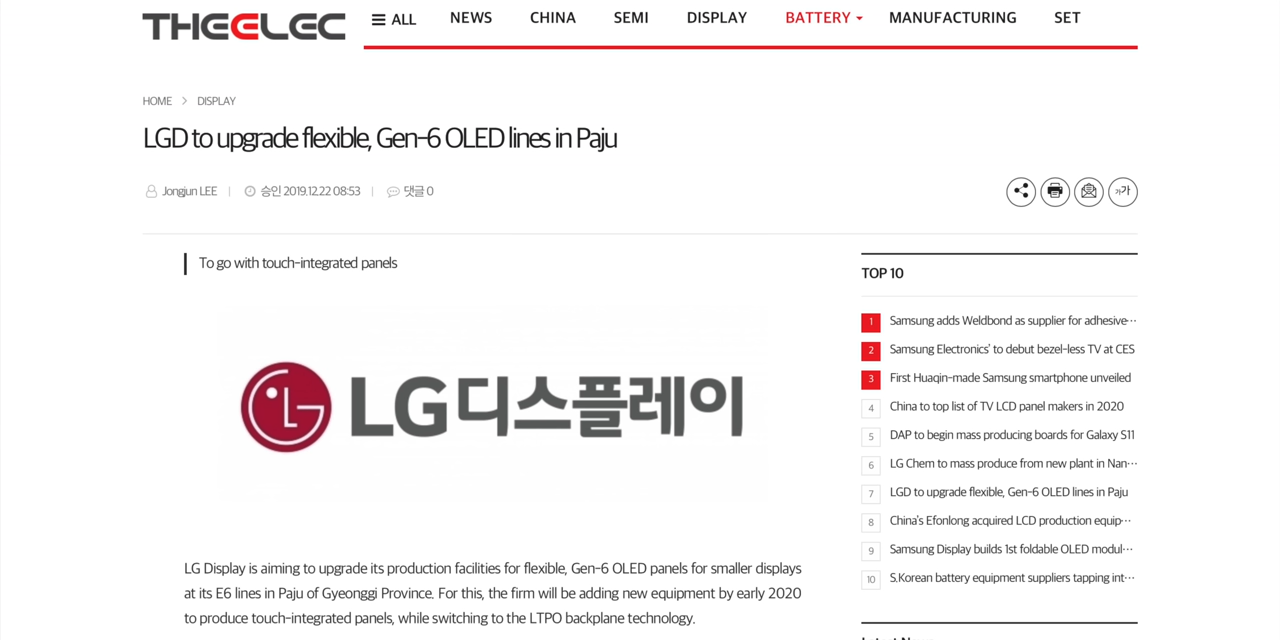 THEELEC
ALL NEWS CHINA SEMI DISPLAY BATTERY MANUFACTURING SET
HOME > DISPLAY
LGD to upgrade flexible, Gen-6 OLED lines in Paju
Jongjun LEE | 승인 2019.12.22 08:53 | 댓글 0
가가
To go with touch-integrated panels
LG디스플레이
LG Display is aiming to upgrade its production facilities for flexible, Gen-6 OLED panels for smaller displays
at its E6 lines in Paju of Gyeonggi Province. For this, the firm will be adding new equipment by early 2020
to produce touch-integrated panels, while switching to the LTPO backplane technology.
TOP 10
1 Samsung adds Weldbond as supplier for adhesive…
2 Samsung Electronics' to debut bezel-less TV at CES
3 First Huaqin-made Samsung smartphone unveiled
4 China to top list of TV LCD panel makers in 2020
5 DAP to begin mass producing boards for Galaxy S11
6 LG Chem to mass produce from new plant in Nan…
7 LGD to upgrade flexible, Gen-6 OLED lines in Paju
8 China's Efonlong acquired LCD production equip…
9 Samsung Display builds 1st foldable OLED modul…
10 S.Korean battery equipment suppliers tapping int…